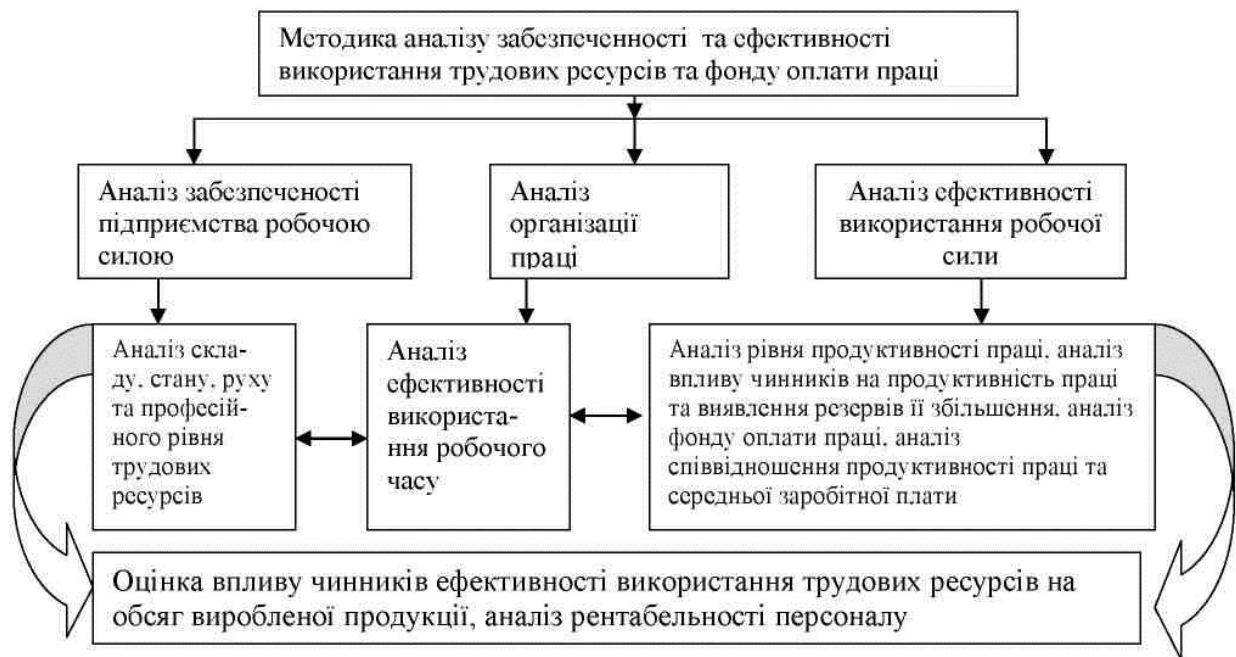 Методика аналізу забезпеченності та ефективності
використання трудових ресурсів та фонду оплати праці
Аналіз забезпеченості
підприємства робочою
силою
Аналіз
організації
праці
Аналіз ефективності
використання робочої
сили
Аналіз скла-
ду, стану, руху
та професій-
ного рівня
трудових
ресурсів
Аналіз
ефективності
використа-
ння робочого
часу
Аналіз рівня продуктивності праці, аналіз
впливу чинників на продуктивність праці
та виявлення резервів її збільшення, аналіз
фонду оплати праці, аналіз
співвідношення продуктивності праці та
середньої заробітної плати
Оцінка впливу чинників ефективності використання трудових ресурсів на
обсяг виробленої продукції, аналіз рентабельності персоналу